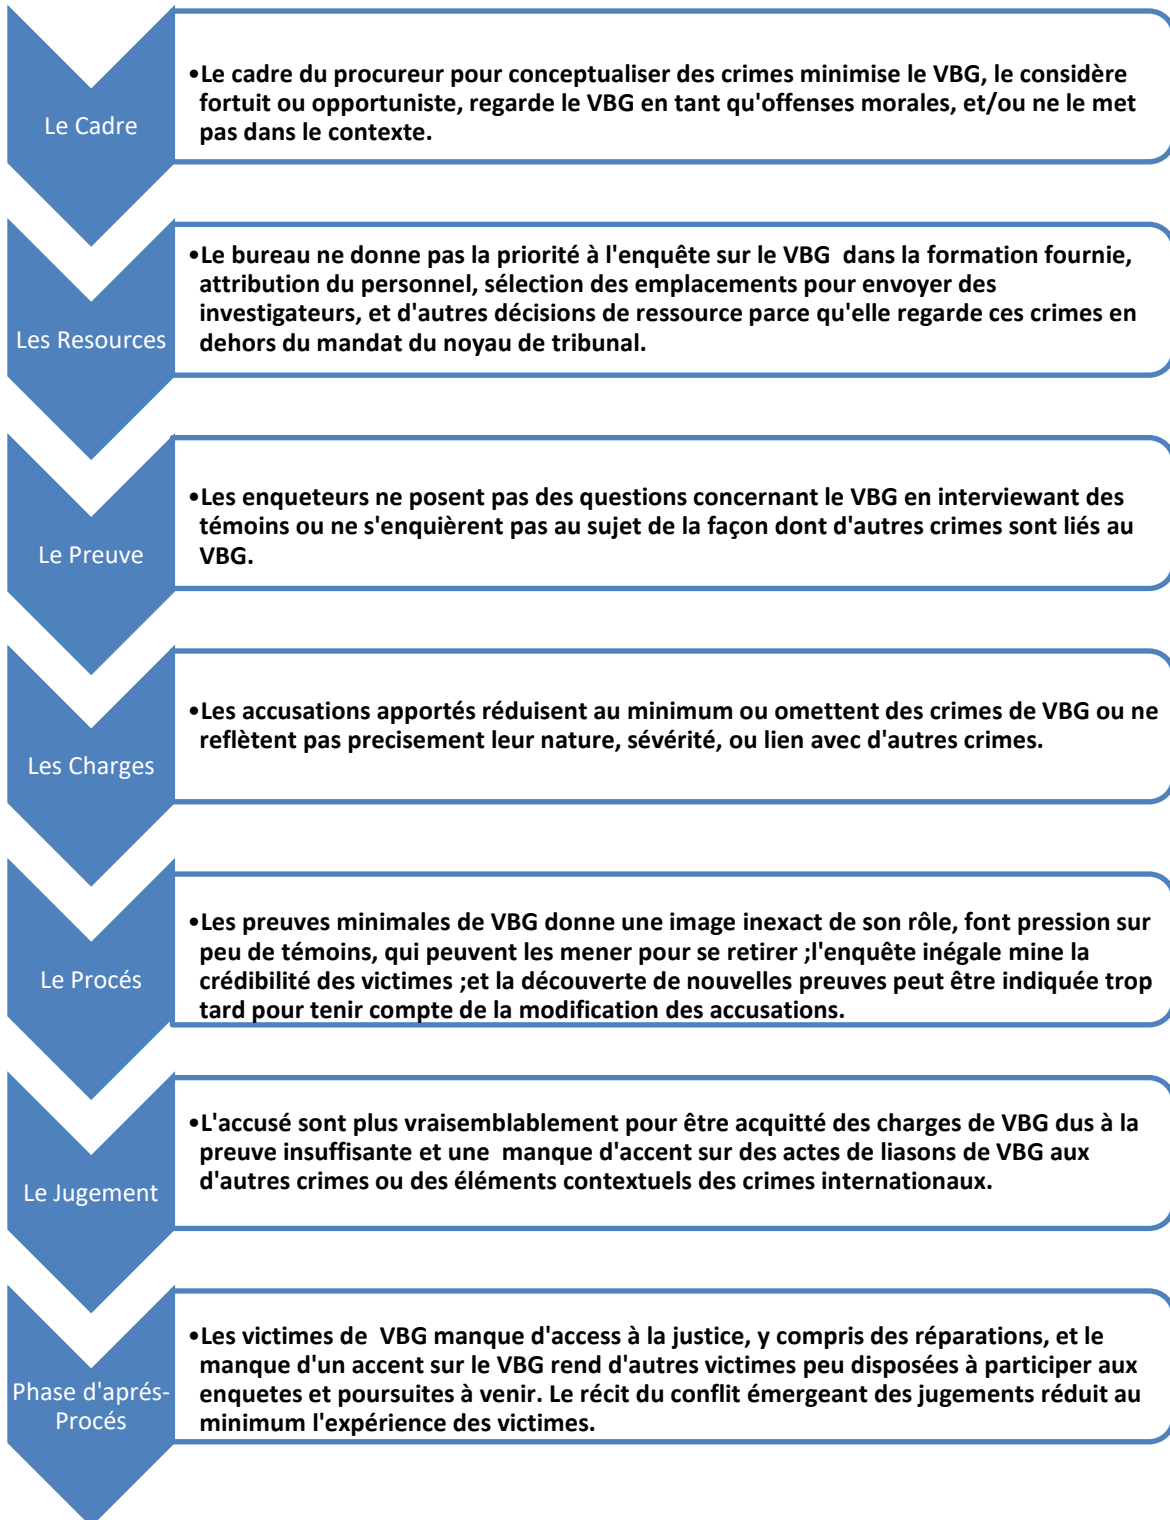 Le Cadre
•Le cadre du procureur pour conceptualiser des crimes minimise le VBG, le considère
fortuit ou opportuniste, regarde le VBG en tant qu'offenses morales, et/ou ne le met
pas dans le contexte.
Les Resources
•Le bureau ne donne pas la priorité à l'enquête sur le VBG dans la formation fournie,
attribution du personnel, sélection des emplacements pour envoyer des
investigateurs, et d'autres décisions de ressource parce qu'elle regarde ces crimes en
dehors du mandat du noyau de tribunal.
Le Preuve
•Les enqueteurs ne posent pas des questions concernant le VBG en interviewant des
témoins ou ne s'enquièrent pas au sujet de la façon dont d'autres crimes sont liés au
VBG.
Les Charges
•Les accusations apportés réduisent au minimum ou omettent des crimes de VBG ou ne
reflètent pas precisement leur nature, sévérité, ou lien avec d'autres crimes.
Le Procés
•Les preuves minimales de VBG donne une image inexact de son rôle, font pression sur
peu de témoins, qui peuvent les mener pour se retirer ;l'enquête inégale mine la
crédibilité des victimes ;et la découverte de nouvelles preuves peut être indiquée trop
tard pour tenir compte de la modification des accusations.
Le Jugement
•L'accusé sont plus vraisemblablement pour être acquitté des charges de VBG dus à la
preuve insuffisante et une manque d'accent sur des actes de liasons de VBG aux
d'autres crimes ou des éléments contextuels des crimes internationaux.
Phase d'aprés-
Procés
•Les victimes de VBG manque d'access à la justice, y compris des réparations, et le
manque d'un accent sur le VBG rend d'autres victimes peu disposées à participer aux
enquetes et poursuites à venir. Le récit du conflit émergeant des jugements réduit au
minimum l'expérience des victimes.